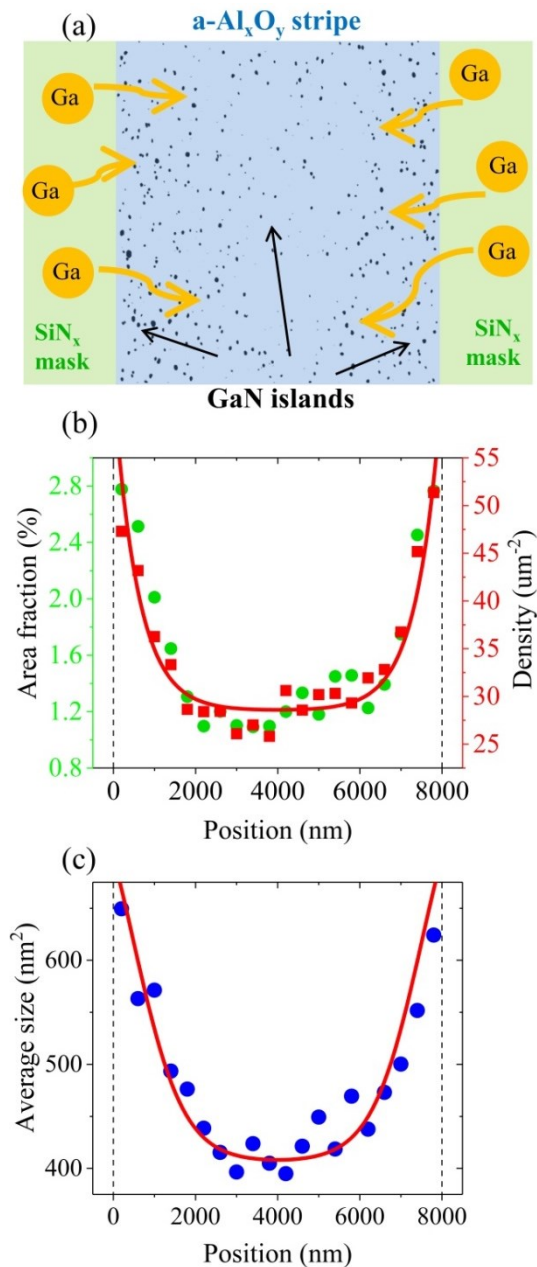 (a)
a-AlxOy stripe
Ga
Ga
Ga
Ga
Ga
Ga
SiNx
mask
SiNx
mask
GaN islands
(b)
2.8
2.4
2.0
1.6
1.2
0.8
Area fraction (%)
55
50
45
40
35
30
25
Density (um-2)
0 2000 4000 6000 8000
Position (nm)
(c)
600
500
400
Average size (nm2)
0 2000 4000 6000 8000
Position (nm)